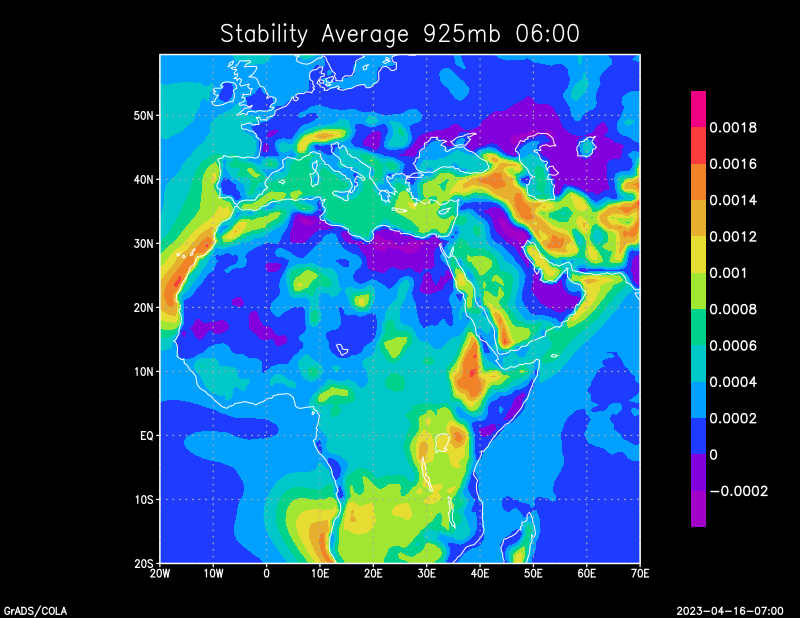 Stability Average 925mb 06:00
50N
40N
30N
20N
10N
EQ
10S
20S
20W 10W 0 10E 20E 30E 40E 50E 60E 70E
0.0018
0.0016
0.0014
0.0012
0.001
0.0008
0.0006
0.0004
0.0002
0
−0.0002
GrADS/COLA
2023-04-16-07:00